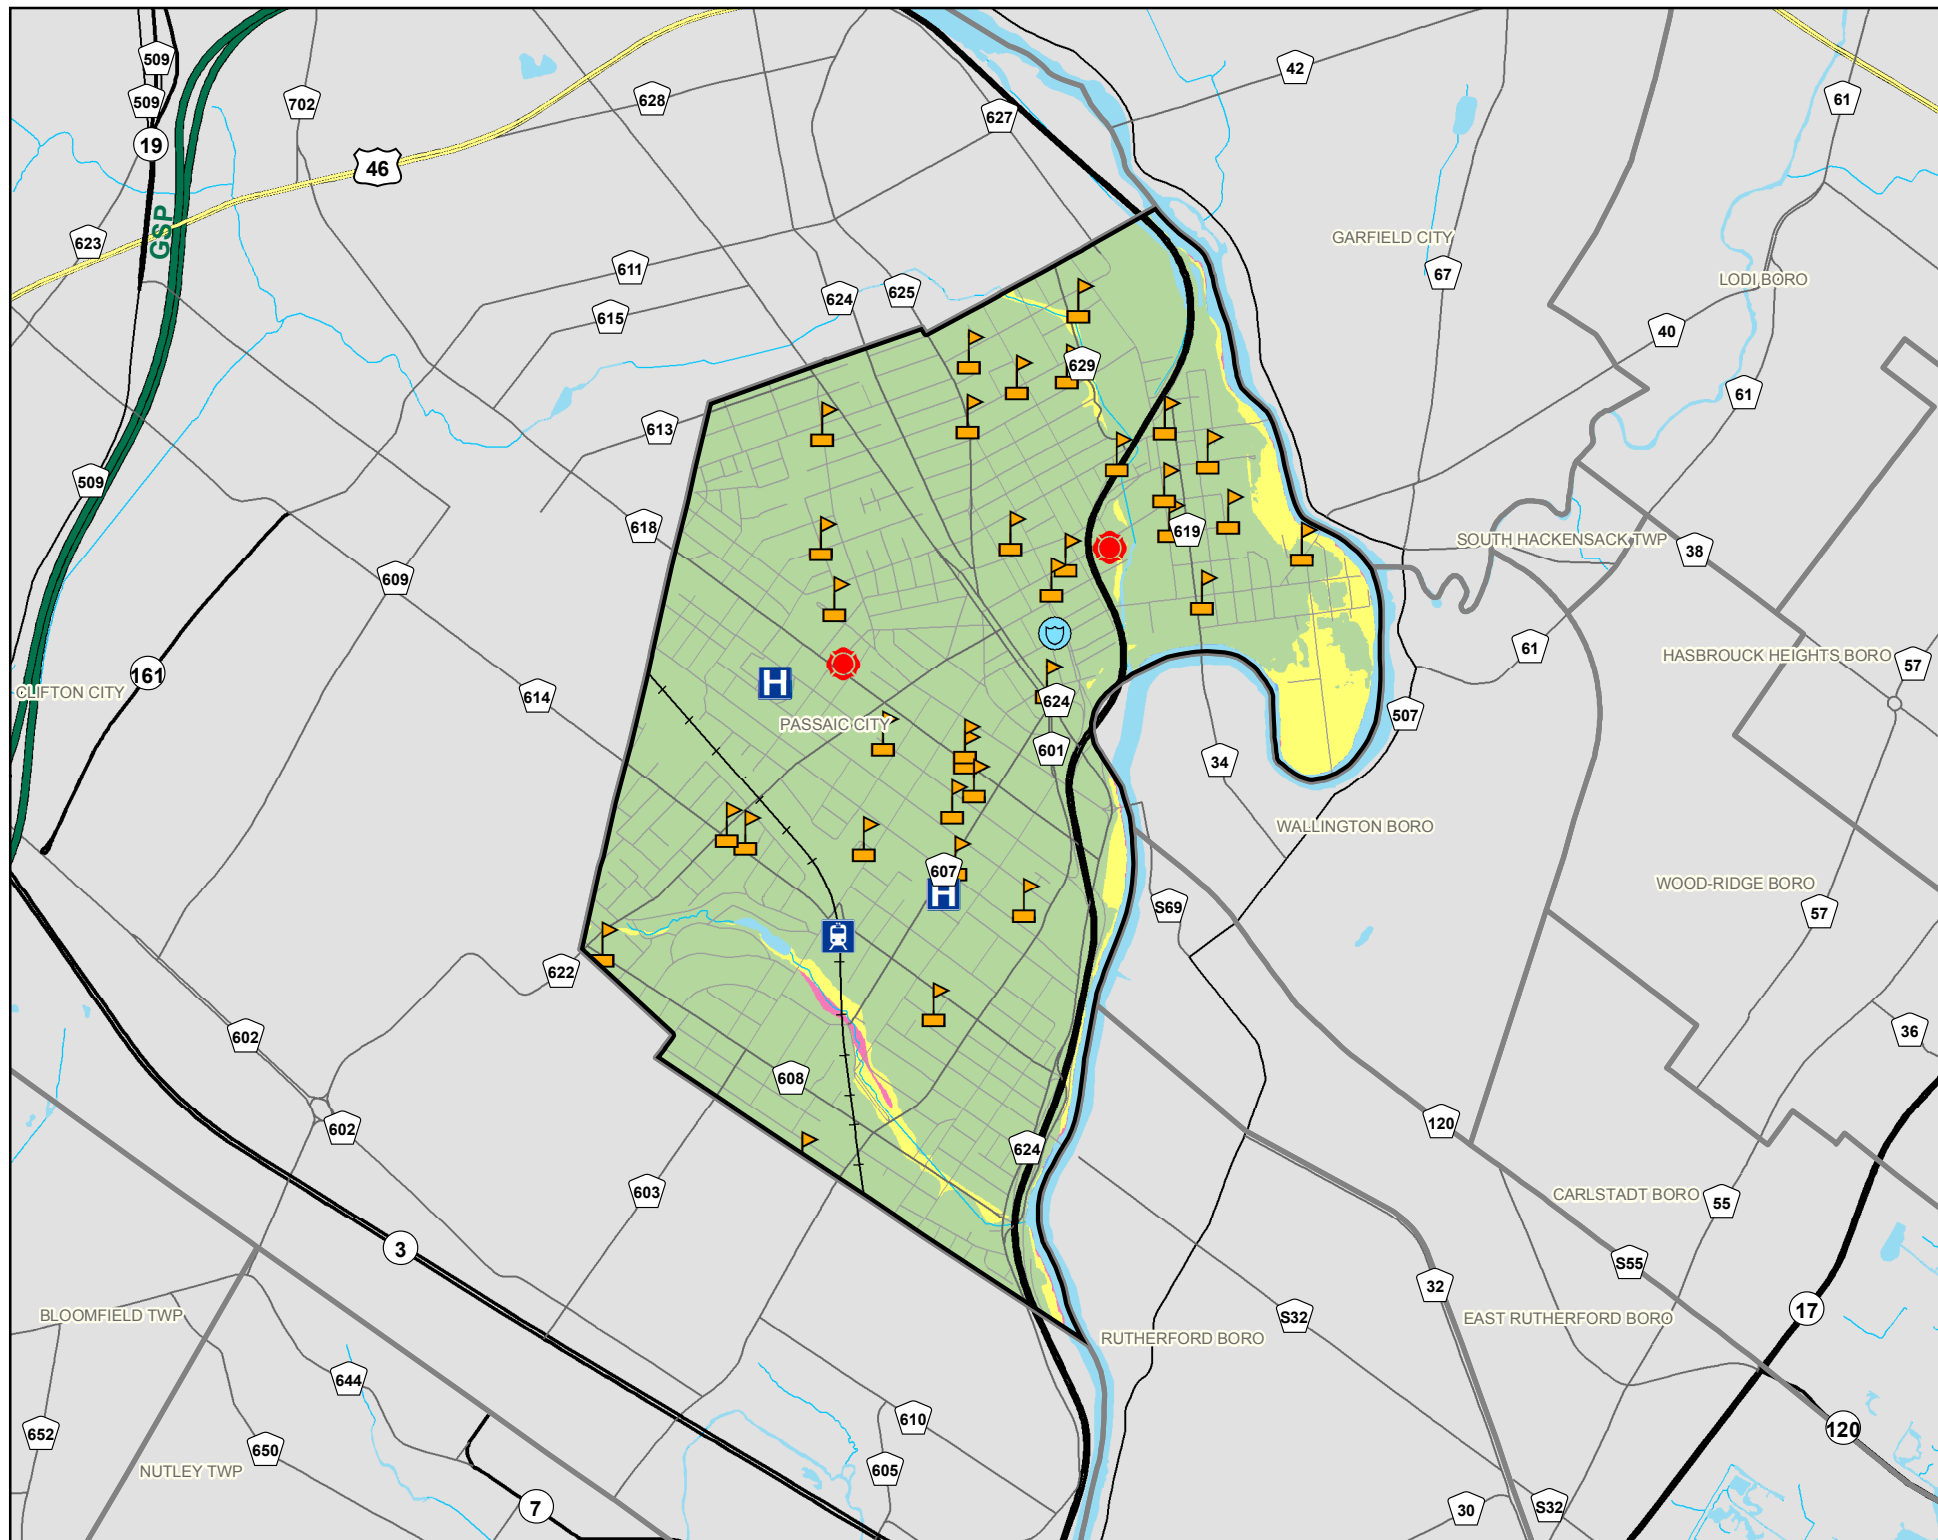 509
42
509
702
628
61
627
19
46
GSP
623
GARFIELD CITY
611
67
LODI BORO
624
625
615
40
629
61
613
509
618
619
SOUTH HACKENSACK TWP
38
609
61
HASBROUCK HEIGHTS BORO
57
161
CLIFTON CITY
614
H
624
507
PASSAIC CITY
601
34
WALLINGTON BORO
607
H
WOOD-RIDGE BORO
S69
57
622
602
36
608
602
120
624
603
CARLSTADT BORO
55
3
S55
32
BLOOMFIELD TWP
S32
EAST RUTHERFORD BORO
17
RUTHERFORD BORO
644
610
120
652
650
605
NUTLEY TWP
7
30
S32